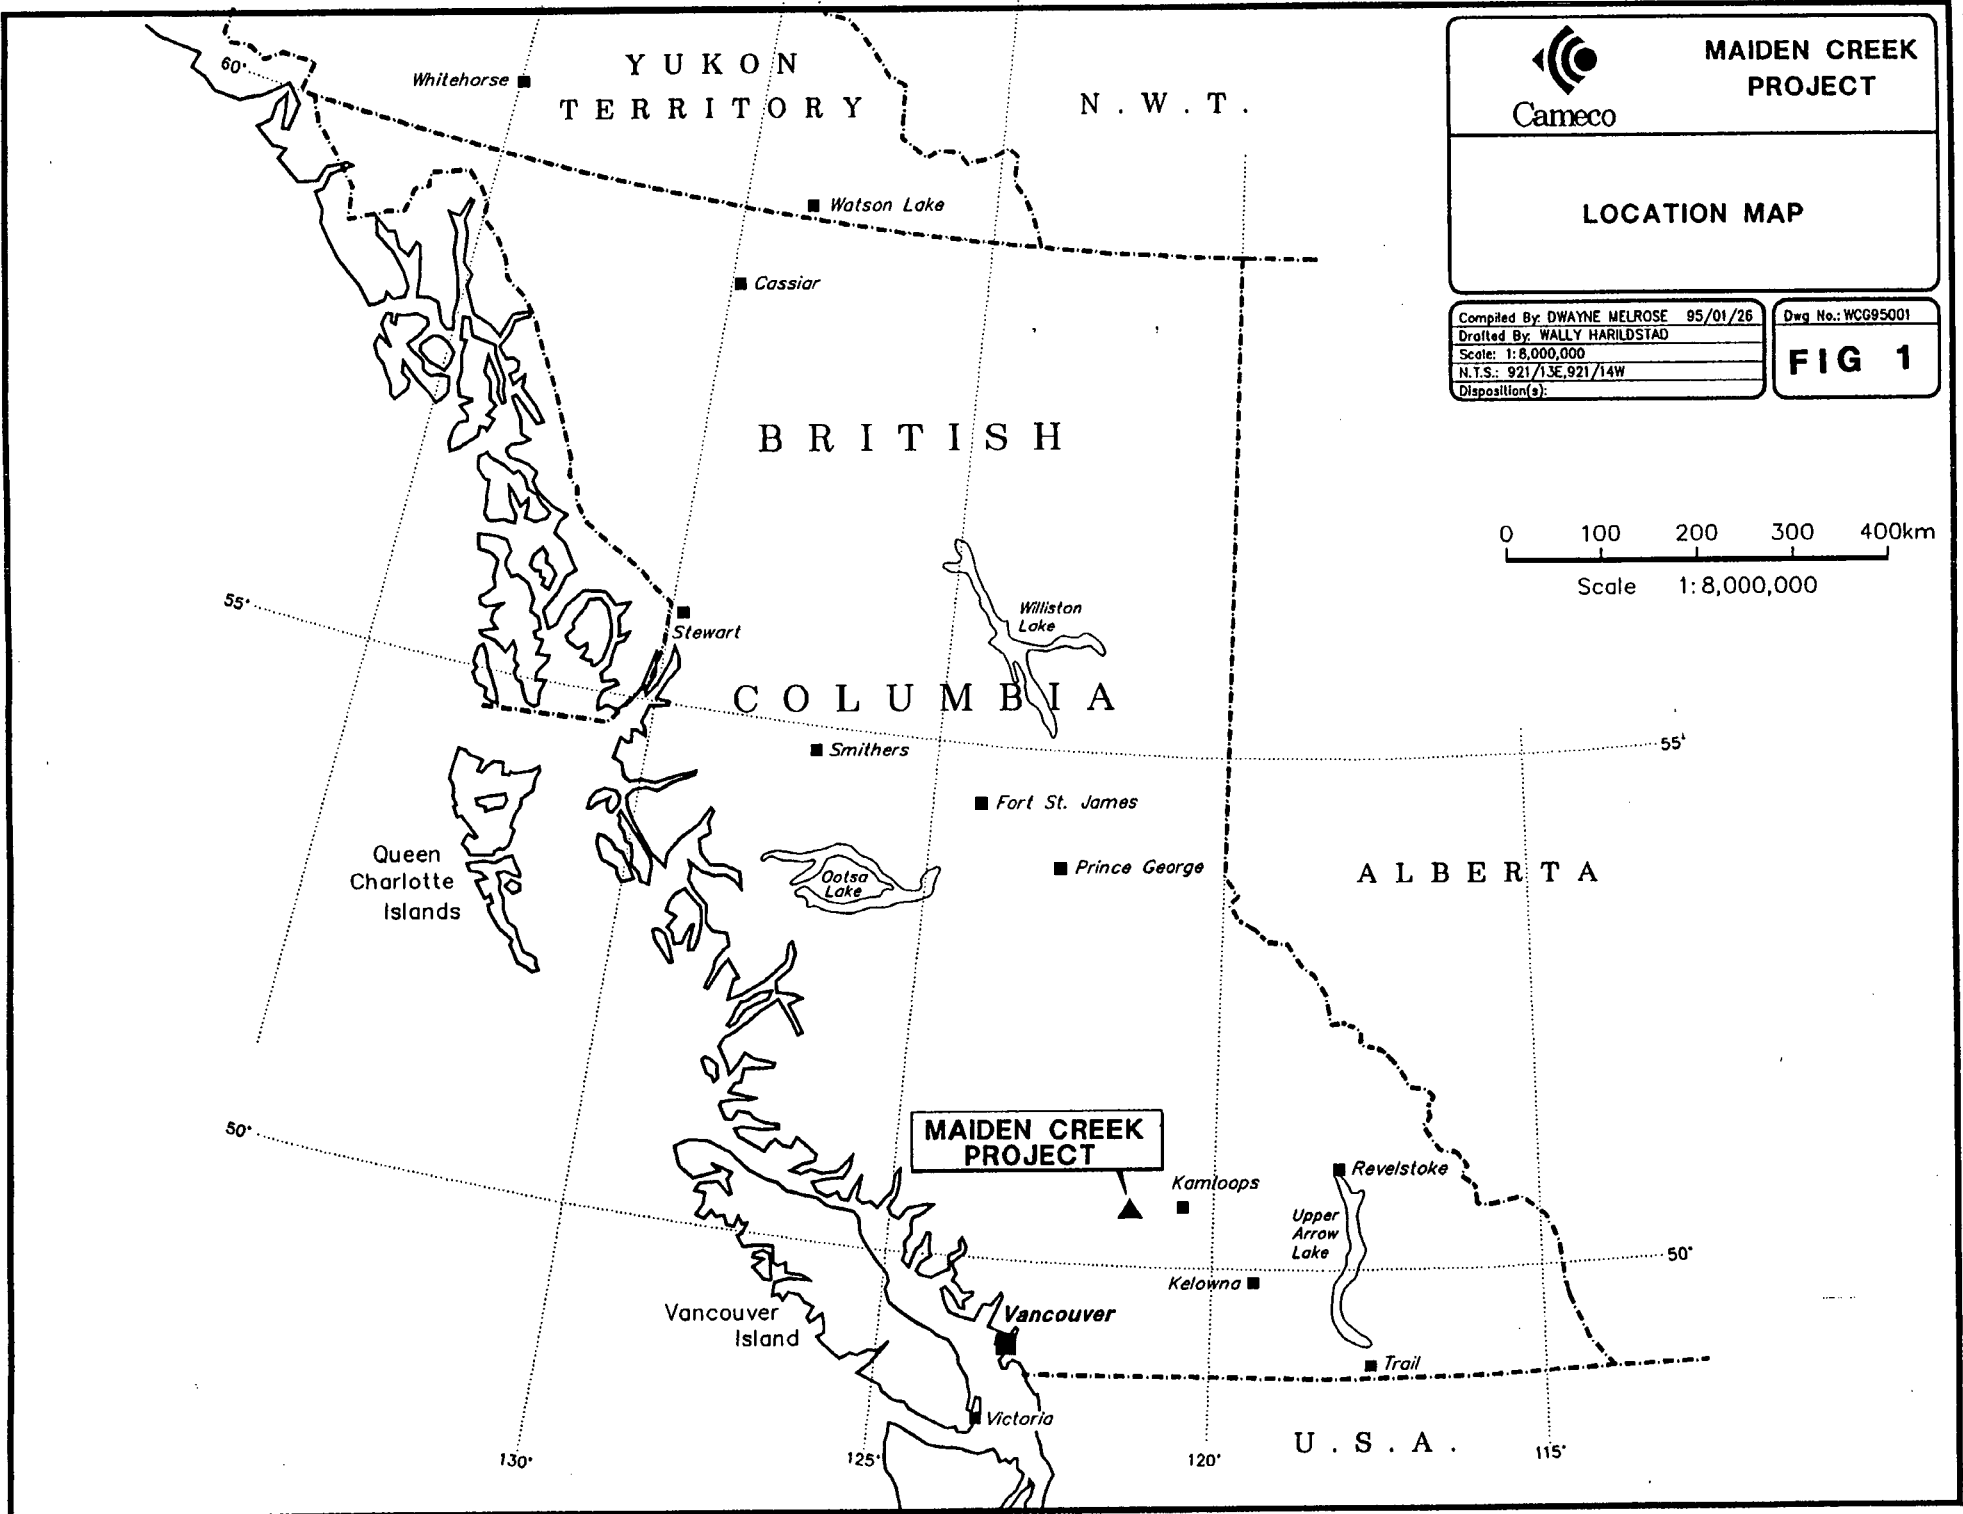 MAIDEN CREEK
PROJECT
Cameco
LOCATION MAP
Compiled By: DWAYNE MELROSE 95/01/26
Drafted By: WALLY HARILDSTAD
Scale: 1:8,000,000
N.T.S.: 921/13E,921/14W
Disposition(s):
Dwg No.: WCG95001
FIG 1
0 100 200 300 400km
Scale 1:8,000,000
60°
Whitehorse
YUKON
TERRITORY
N.W.T.
Watson Lake
Cassiar
BRITISH
55°
Stewart
Williston
Lake
COLUMBIA
55°
Smithers
Fort St. James
Queen
Charlotte
Islands
Ootsa
Lake
Prince George
ALBERTA
50°
MAIDEN CREEK
PROJECT
Kamloops
Revelstoke
Upper
Arrow
Lake
50°
Kelowna
Vancouver
Island
Vancouver
Trail
Victoria
U.S.A.
130°
125°
120°
115°